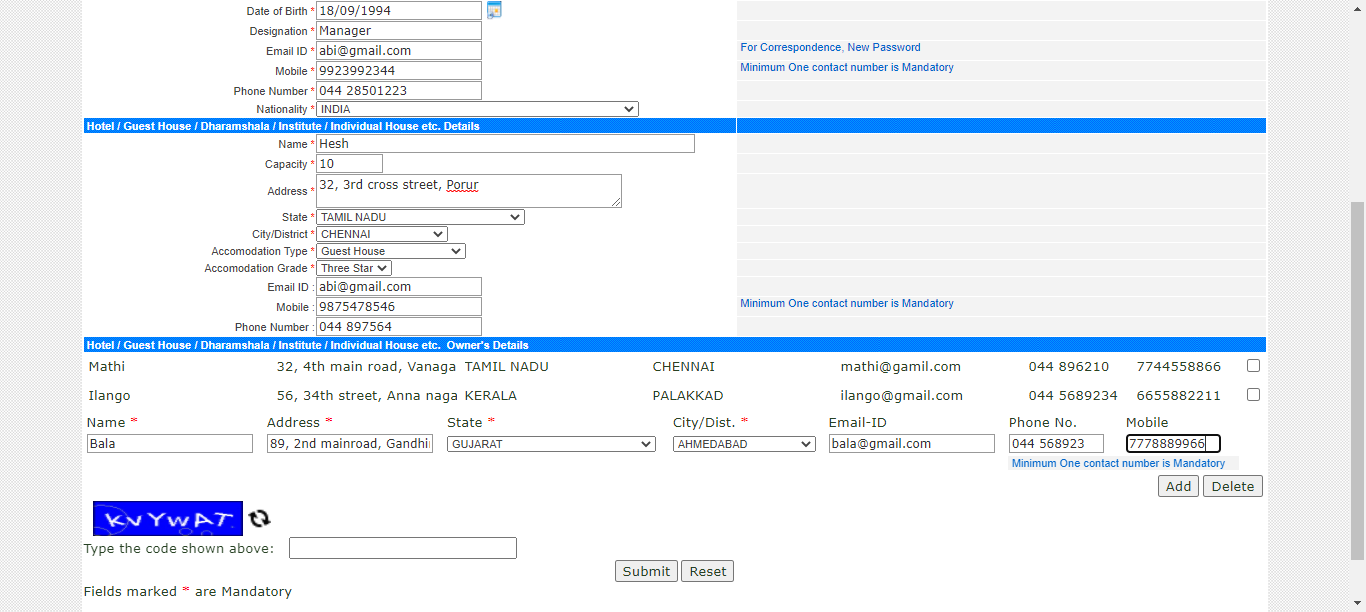 Date of Birth * 18/09/1994
Designation * Manager
Email ID * abi@gmail.com For Correspondence, New Password
Mobile * 9923992344 Minimum One contact number is Mandatory
Phone Number * 044 28501223
Nationality * INDIA
Hotel / Guest House / Dharamshala / Institute / Individual House etc. Details
Name * Hesh
Capacity * 10
Address * 32, 3rd cross street, Porur
State * TAMIL NADU
City/District * CHENNAI
Accomodation Type * Guest House
Accomodation Grade * Three Star
Email ID : abi@gmail.com
Mobile : 9875478546 Minimum One contact number is Mandatory
Phone Number : 044 897564
Hotel / Guest House / Dharamshala / Institute / Individual House etc. Owner's Details
Mathi 32, 4th main road, Vanaga TAMIL NADU CHENNAI mathi@gamil.com 044 896210 7744558866
Ilango 56, 34th street, Anna naga KERALA PALAKKAD ilango@gmail.com 044 5689234 6655882211
Name * Address * State * City/Dist. * Email-ID Phone No. Mobile
Bala 89, 2nd mainroad, Gandhi GUJARAT AHMEDABAD bala@gmail.com 044 568923 7778889966
Minimum One contact number is Mandatory
Add Delete
KVYWAT
Type the code shown above:
Submit Reset
Fields marked * are Mandatory